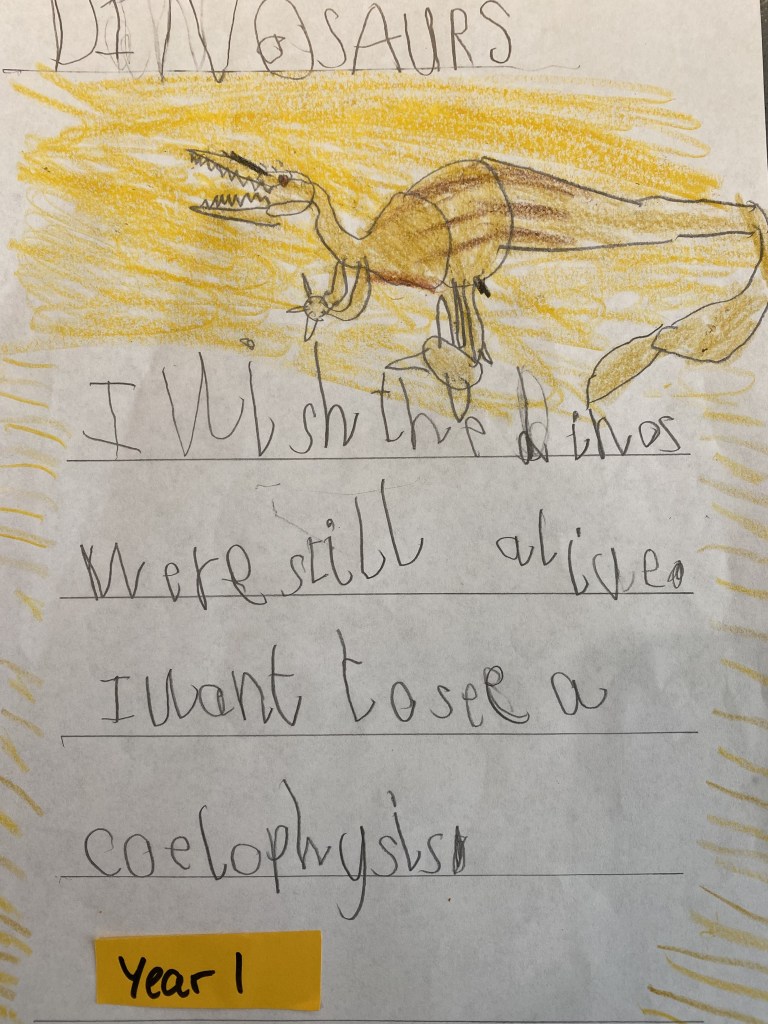 DINOSAURS
I Wish the dinos
were still alive.
I want to see a
coelophysis.
Year 1